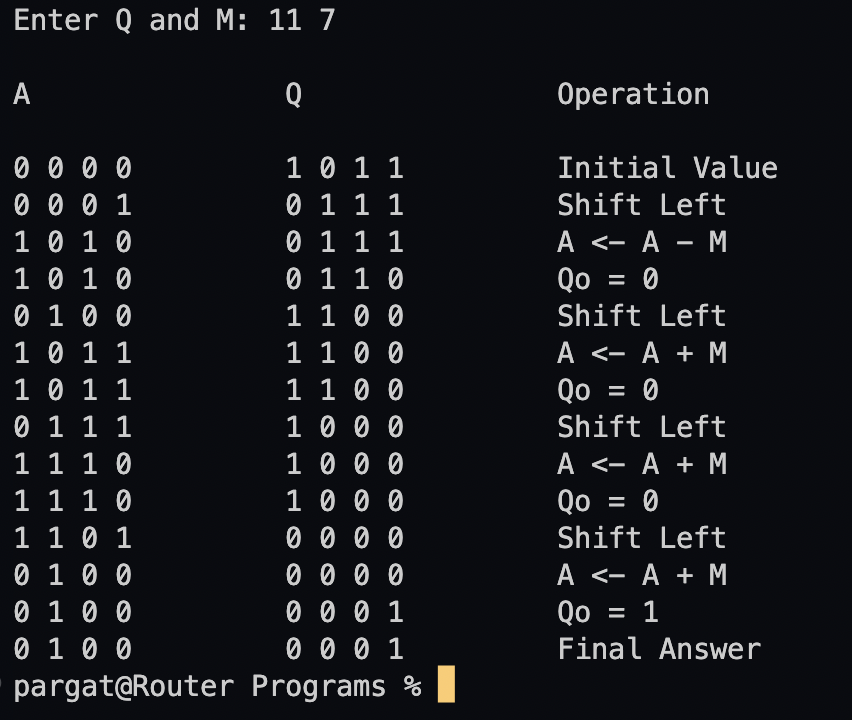 Enter Q and M: 11 7
A Q Operation
0 0 0 0 1 0 1 1 Initial Value
0 0 0 1 0 1 1 1 Shift Left
1 0 1 0 0 1 1 1 A <- A - M
1 0 1 0 0 1 1 0 Qo = 0
0 1 0 0 1 1 0 0 Shift Left
1 0 1 1 1 1 0 0 A <- A + M
1 0 1 1 1 1 0 0 Qo = 0
0 1 1 1 1 0 0 0 Shift Left
1 1 1 0 1 0 0 0 A <- A + M
1 1 1 0 1 0 0 0 Qo = 0
1 1 0 1 0 0 0 0 Shift Left
0 1 0 0 0 0 0 0 A <- A + M
0 1 0 0 0 0 0 1 Qo = 1
0 1 0 0 0 0 0 1 Final Answer
pargat@Router Programs %